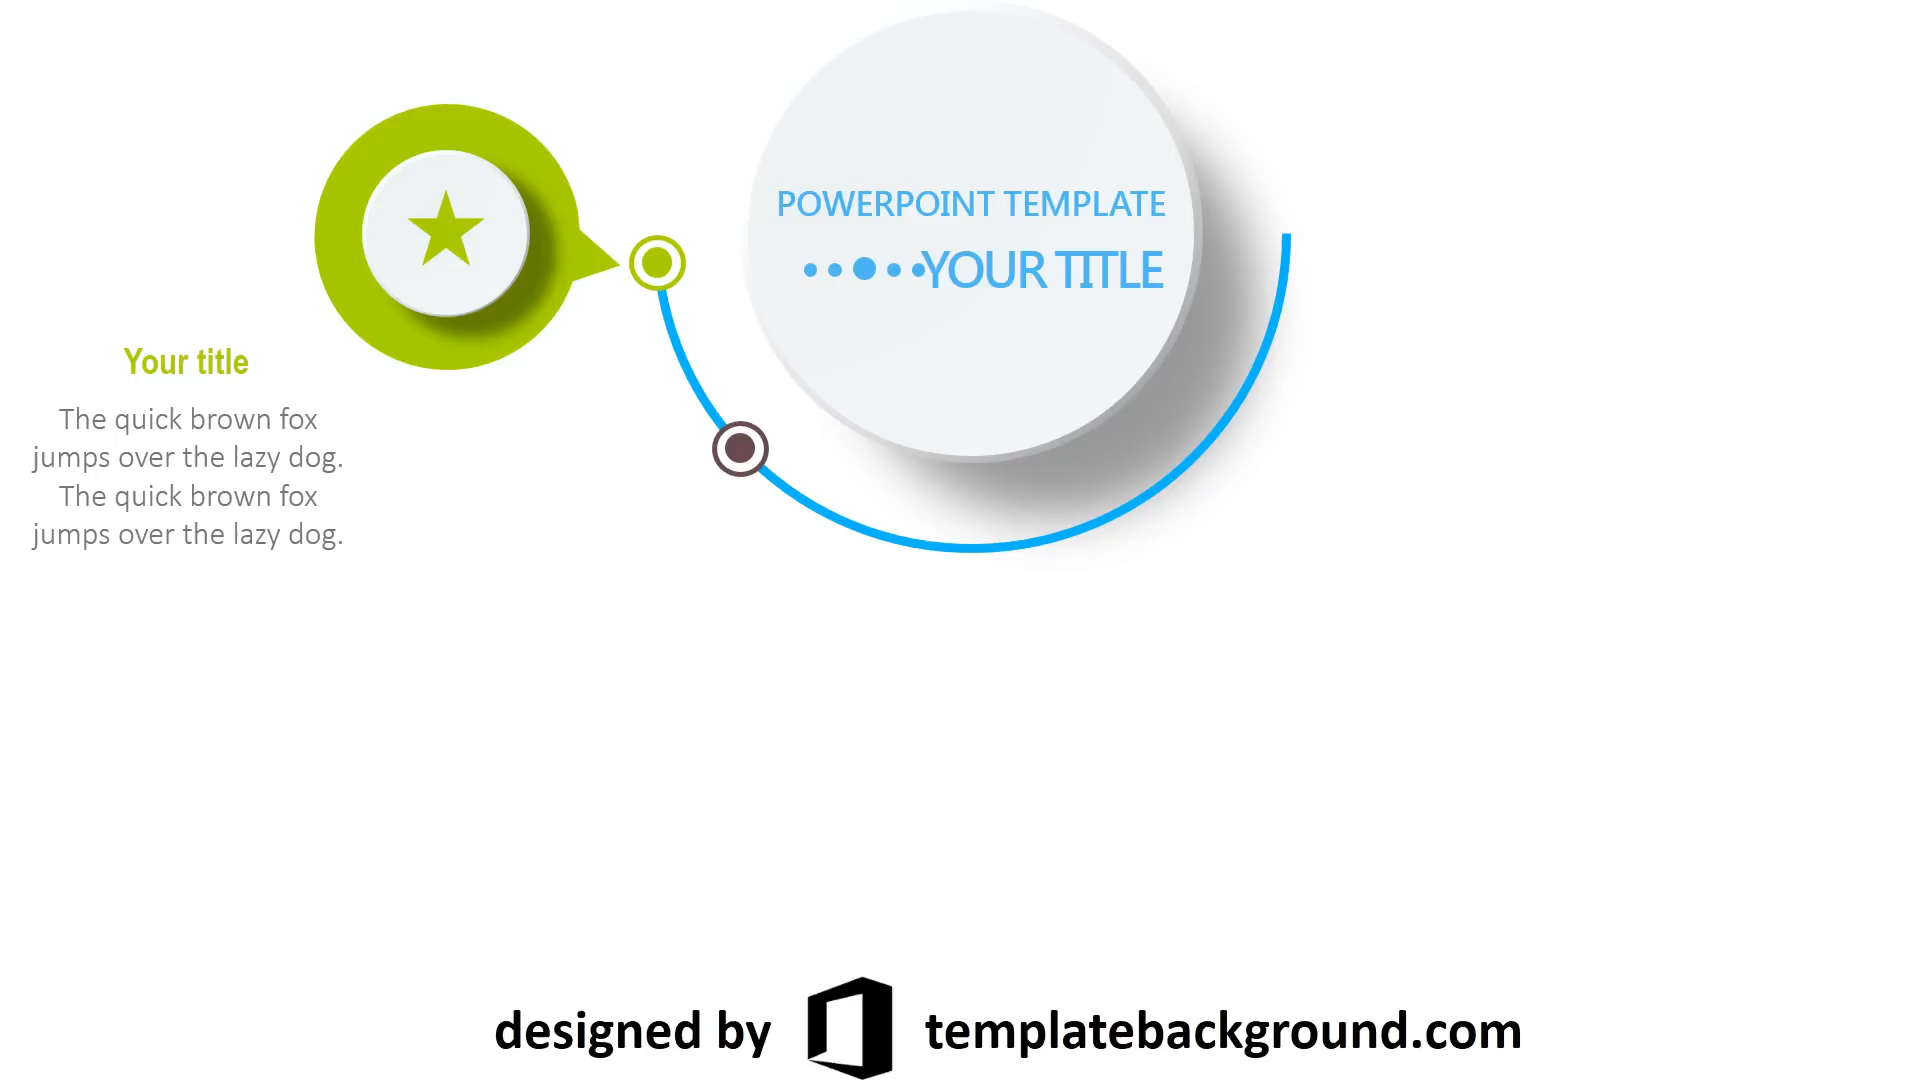 POWERPOINT TEMPLATE
YOUR TITLE
Your title
The quick brown fox
jumps over the lazy dog.
The quick brown fox
jumps over the lazy dog.
designed by templatebackground.com